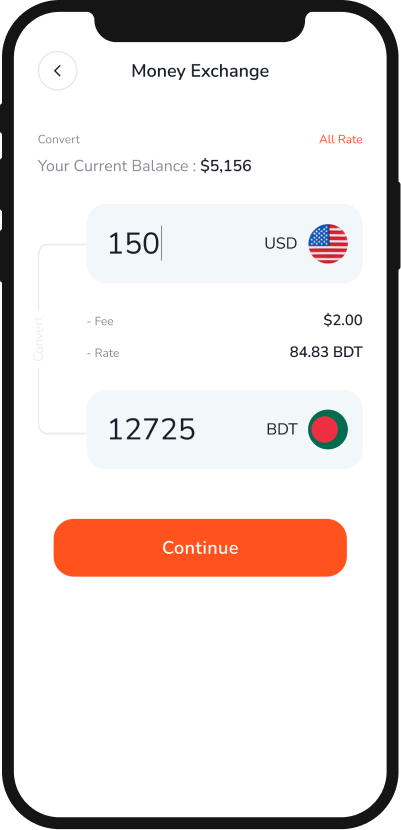 Money Exchange
Convert
All Rate
Your Current Balance : $5,156
150
USD
Convert
- Fee
$2.00
- Rate
84.83 BDT
12725
BDT
Continue